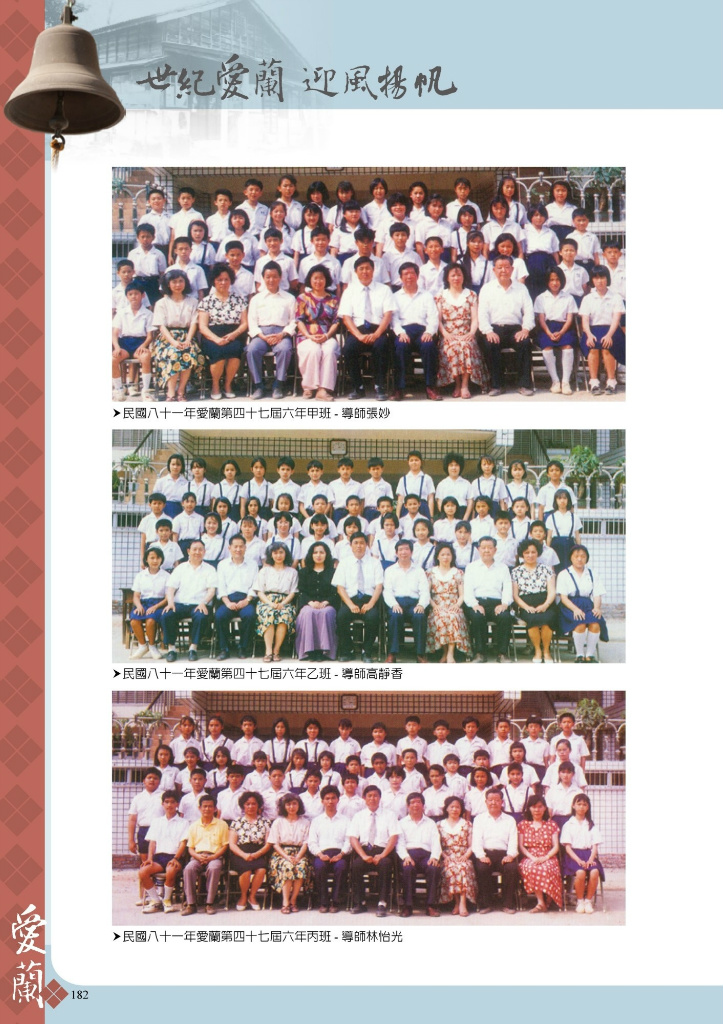 世紀愛蘭 迎風揚帆
➤民國八十一年愛蘭第四十七屆六年甲班 - 導師張妙
➤民國八十一年愛蘭第四十七屆六年乙班 - 導師高靜香
➤民國八十一年愛蘭第四十七屆六年丙班 - 導師林怡光
愛蘭
182